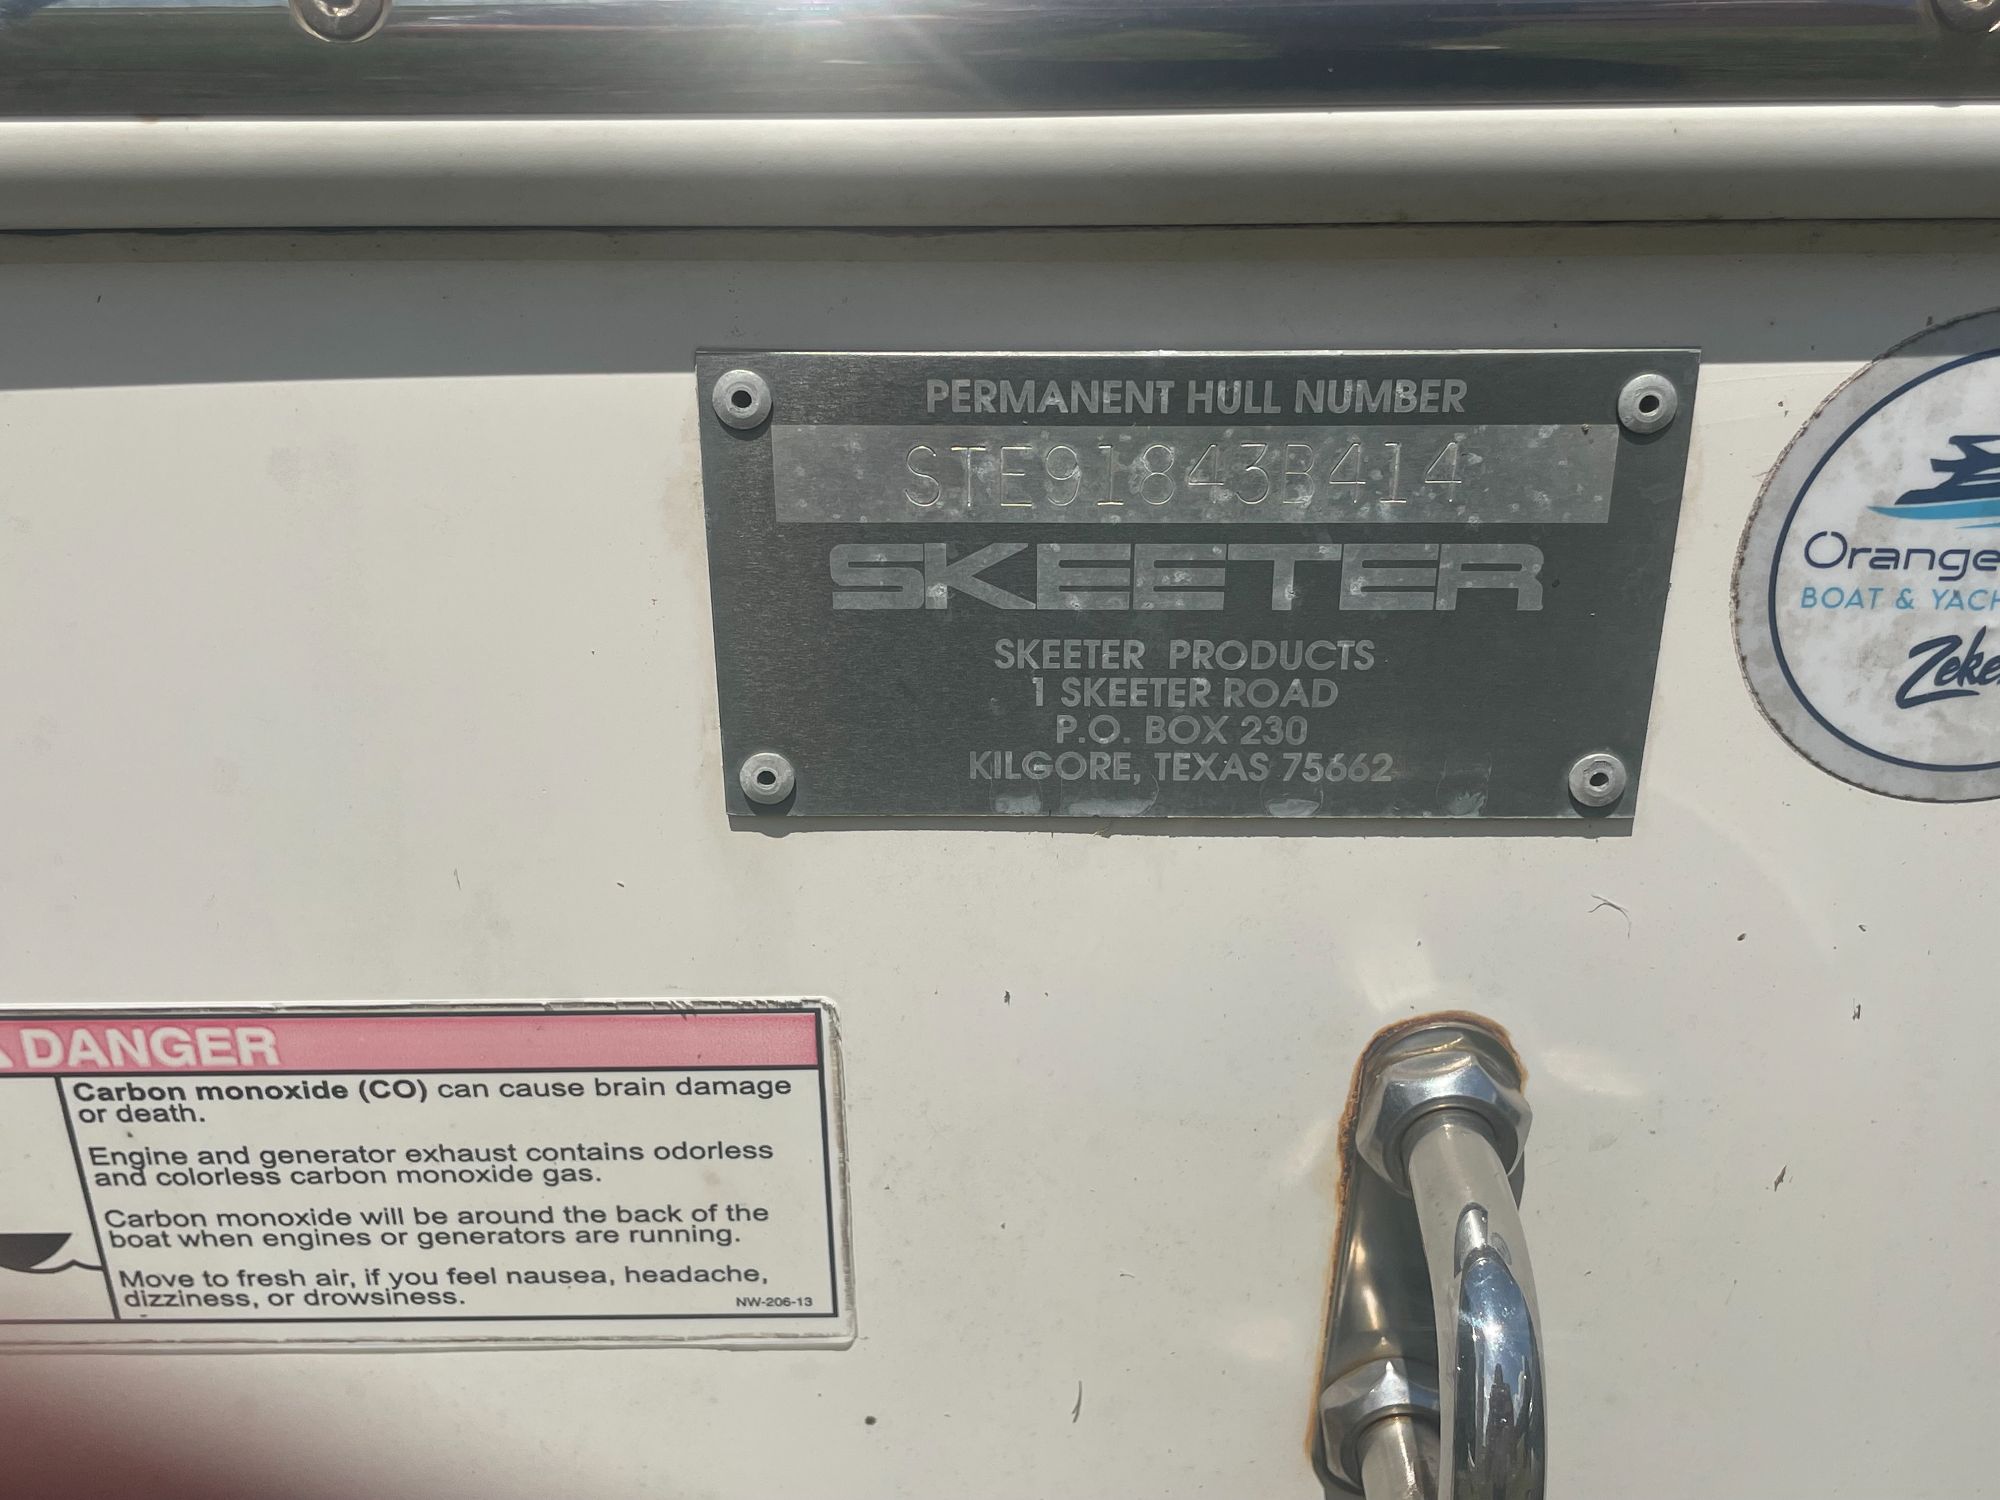 PERMANENT HULL NUMBER
STE91843B414
SKEETER
SKEETER PRODUCTS
1 SKEETER ROAD
P.O. BOX 230
KILGORE, TEXAS 75662
Orange
BOAT & YACH
Zeke
DANGER
Carbon monoxide (CO) can cause brain damage
or death.
Engine and generator exhaust contains odorless
and colorless carbon monoxide gas.
Carbon monoxide will be around the back of the
boat when engines or generators are running.
Move to fresh air, if you feel nausea, headache,
dizziness, or drowsiness.
NW-206-13